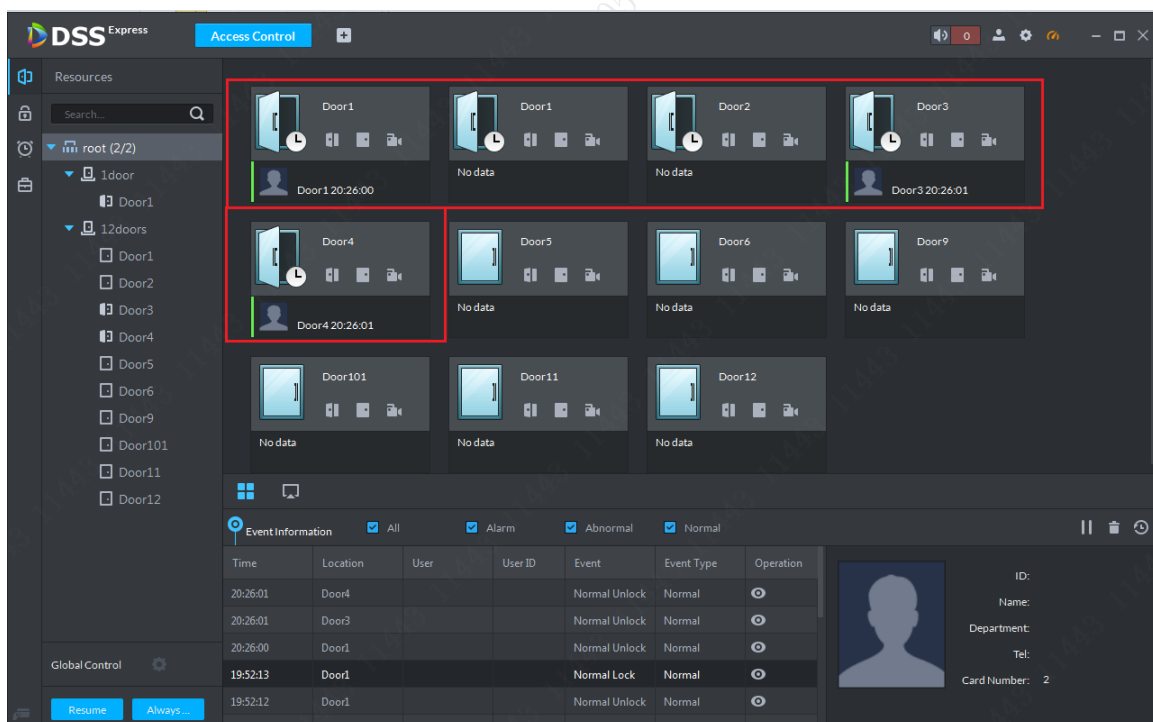 DSS Express
Access Control
0
Resources
Search...
root (2/2)
1door
Door1
12doors
Door1
Door2
Door3
Door4
Door5
Door6
Door9
Door101
Door11
Door12
Global Control
Resume
Always ...
Door1
Door1 20:26:00
Door1
No data
Door2
No data
Door3
Door3 20:26:01
Door4
Door4 20:26:01
Door5
No data
Door6
No data
Door9
No data
Door101
No data
Door11
No data
Door12
No data
Event Information All Alarm Abnormal Normal
Time Location User User ID Event Event Type Operation
20:26:01 Door4 Normal Unlock Normal
20:26:01 Door3 Normal Unlock Normal
20:26:00 Door1 Normal Unlock Normal
19:52:13 Door1 Normal Lock Normal
19:52:12 Door1 Normal Unlock Normal
ID:
Name:
Department:
Tel:
Card Number: 2